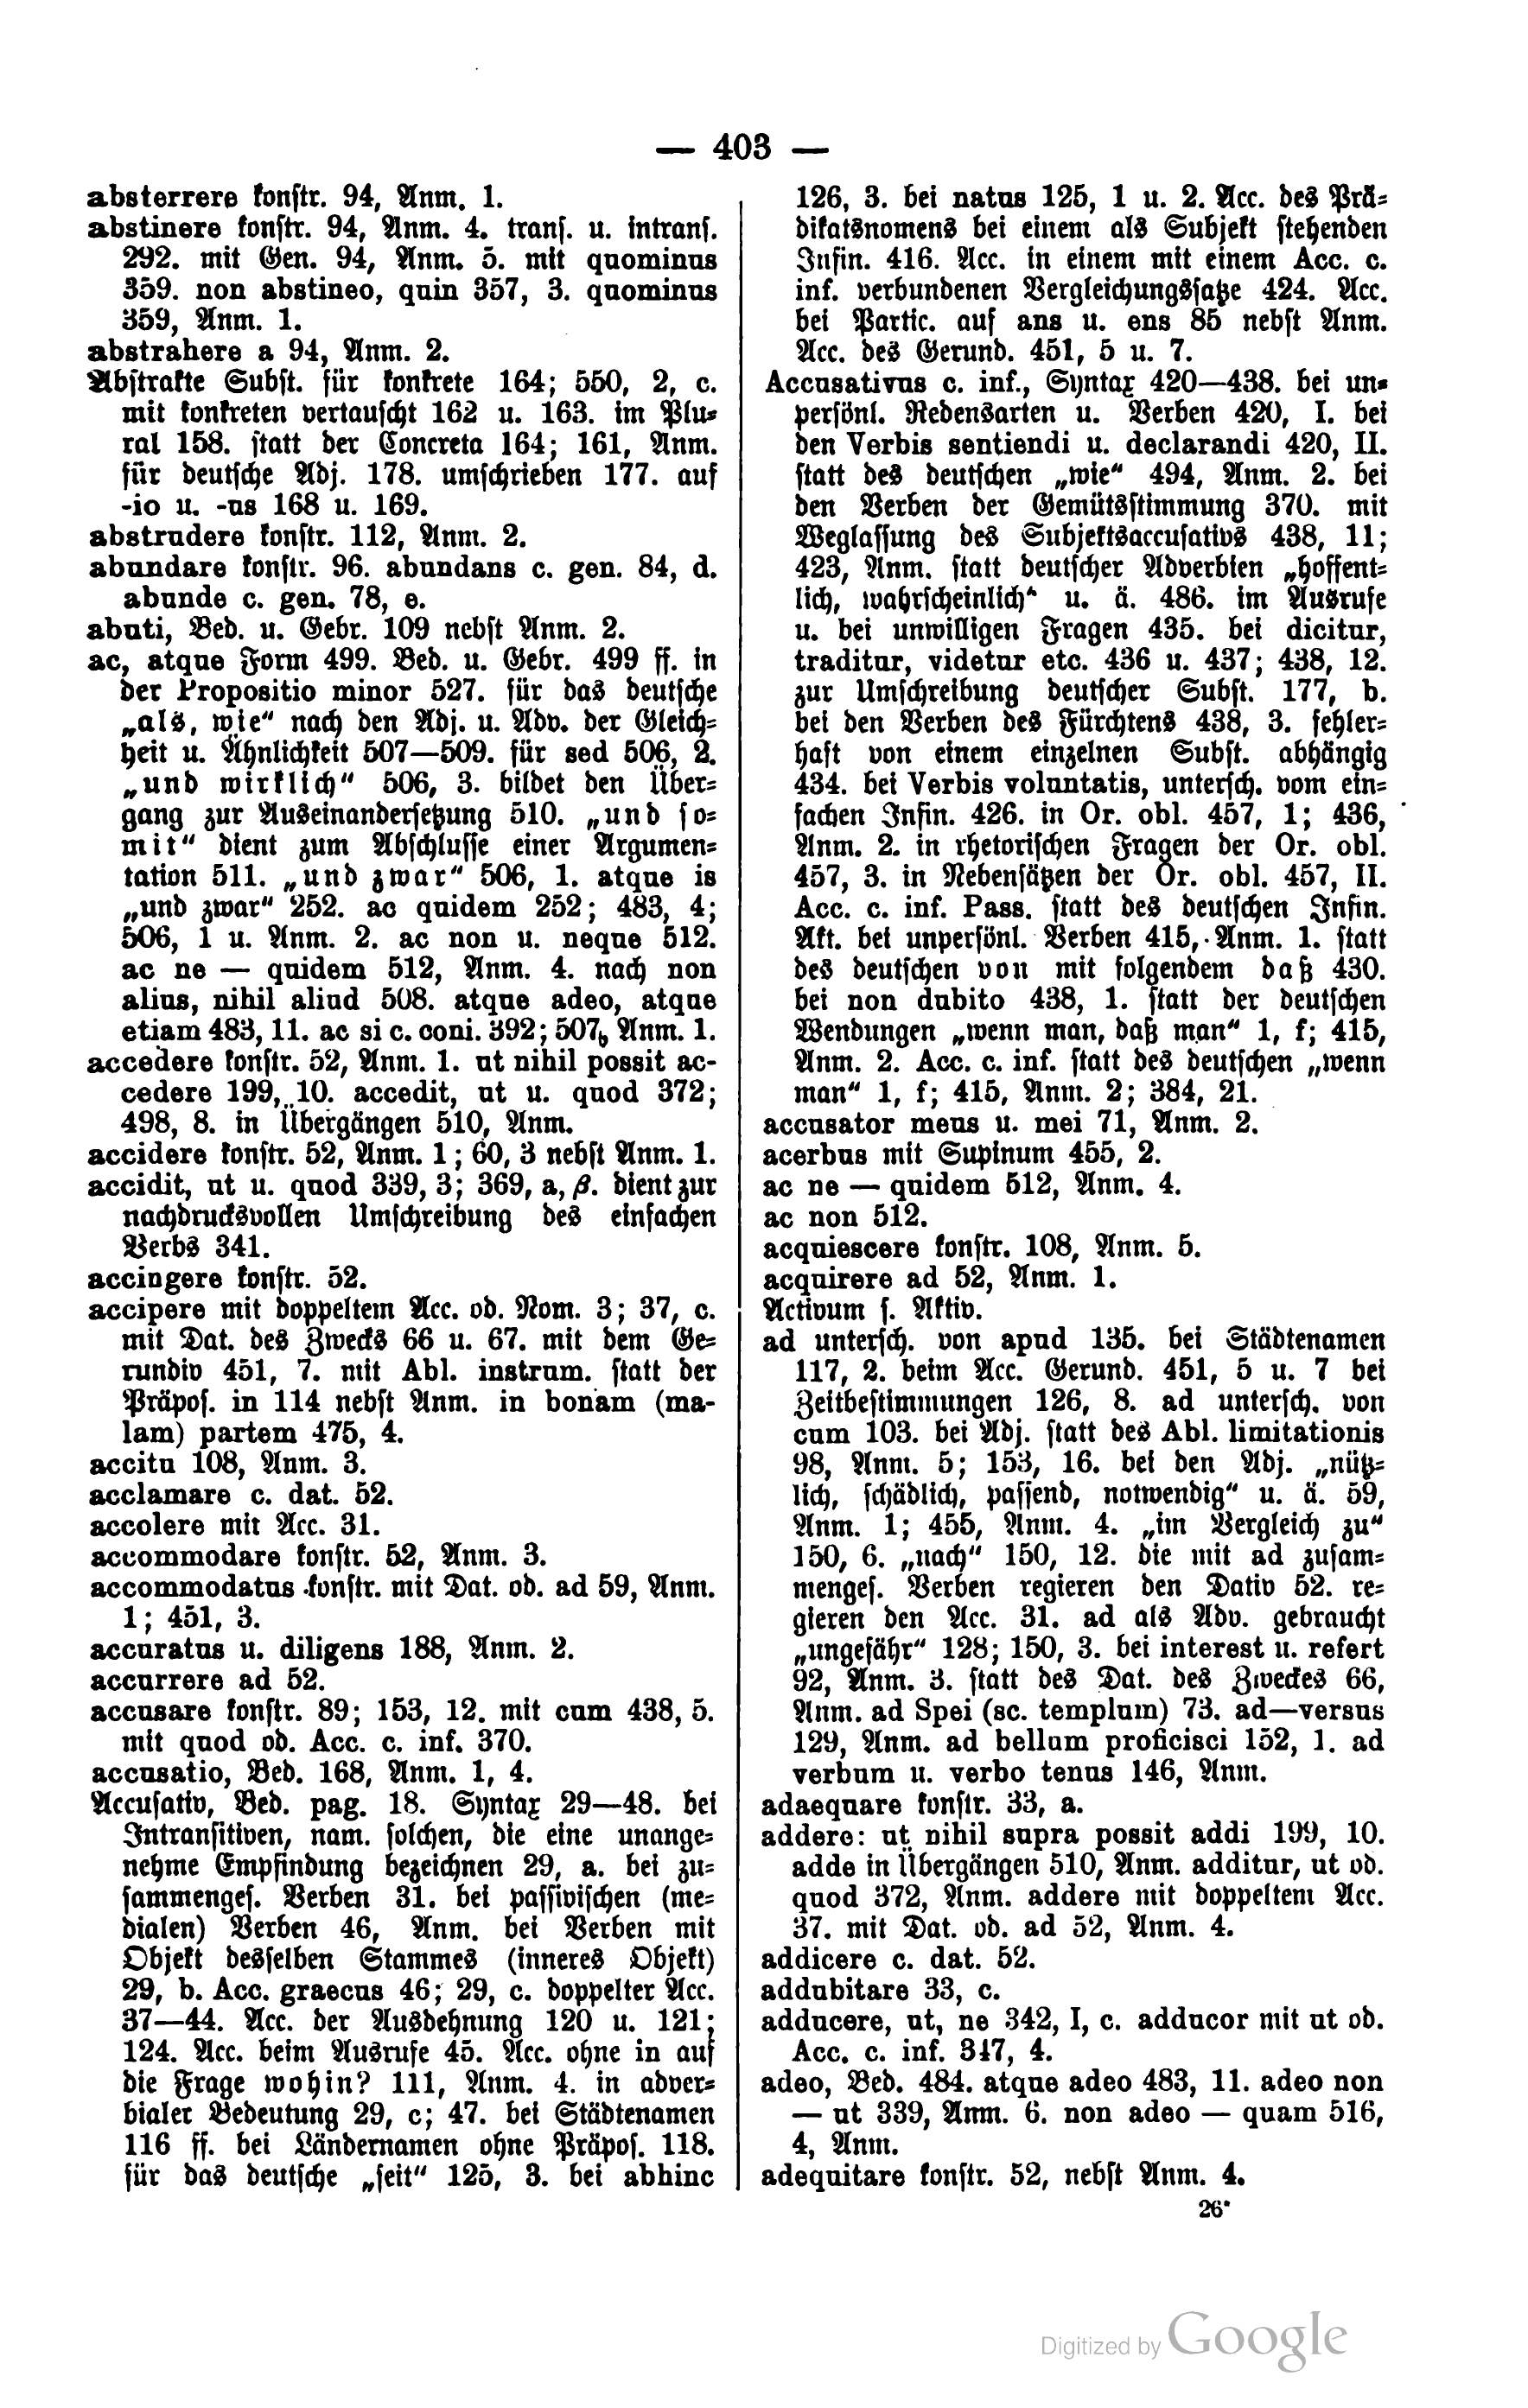 — 403 —
absterrere konstr. 94, Anm. 1.
abstinere konstr. 94, Anm. 4. trans. u. intrans.
292. mit Gen. 94, Anm. 5. mit quominus
359. non abstineo, quin 357, 3. quominus
359, Anm. 1.
abstrahere a 94, Anm. 2.
Abstrakte Subst. für konkrete 164; 550, 2, c.
mit konkreten vertauscht 162 u. 163. im Plu-
ral 158. statt der Concreta 164; 161, Anm.
für deutsche Adj. 178. umschrieben 177. auf
-io u. -us 168 u. 169.
abstrudere konstr. 112, Anm. 2.
abundare konstr. 96. abundans c. gen. 84, d.
abunde c. gen. 78, e.
abuti, Bed. u. Gebr. 109 nebst Anm. 2.
ac, atque Form 499. Bed. u. Gebr. 499 ff. in
der Propositio minor 527. für das deutsche
„als, wie“ nach den Adj. u. Adv. der Gleich-
heit u. Ähnlichkeit 507—509. für sed 506, 2.
„und wirklich“ 506, 3. bildet den Über-
gang zur Auseinandersetzung 510. „und so-
mit“ dient zum Abschlusse einer Argumen-
tation 511. „und zwar“ 506, 1. atque is
„und zwar“ 252. ac quidem 252; 483, 4;
506, 1 u. Anm. 2. ac non u. neque 512.
ac ne — quidem 512, Anm. 4. nach non
alius, nihil aliud 508. atque adeo, atque
etiam 483, 11. ac si c. coni. 392; 507, Anm. 1.
accedere konstr. 52, Anm. 1. ut nihil possit ac-
cedere 199, 10. accedit, ut u. quod 372;
498, 8. in Übergängen 510, Anm.
accidere konstr. 52, Anm. 1; 60, 3 nebst Anm. 1.
accidit, ut u. quod 339, 3; 369, a, β. dient zur
nachdrucksvollen Umschreibung des einfachen
Verbs 341.
accingere konstr. 52.
accipere mit doppeltem Acc. od. Nom. 3; 37, c.
mit Dat. des Zwecks 66 u. 67. mit dem Ge-
rundiv 451, 7. mit Abl. instrum. statt der
Präpos. in 114 nebst Anm. in bonam (ma-
lam) partem 475, 4.
accitu 108, Anm. 3.
acclamare c. dat. 52.
accolere mit Acc. 31.
accommodare konstr. 52, Anm. 3.
accommodatus konstr. mit Dat. od. ad 59, Anm.
1; 451, 3.
accuratus u. diligens 188, Anm. 2.
accurrere ad 52.
accusare konstr. 89; 153, 12. mit cum 438, 5.
mit quod od. Acc. c. inf. 370.
accusatio, Bed. 168, Anm. 1, 4.
Accusativ, Bed. pag. 18. Syntax 29—48. bei
Intransitiven, nam. solchen, die eine unange-
nehme Empfindung bezeichnen 29, a. bei zu-
sammenges. Verben 31. bei passivischen (me-
dialen) Verben 46, Anm. bei Verben mit
Objekt desselben Stammes (inneres Objekt)
29, b. Acc. graecus 46; 29, c. doppelter Acc.
37—44. Acc. der Ausdehnung 120 u. 121;
124. Acc. beim Ausrufe 45. Acc. ohne in auf
die Frage wohin? 111, Anm. 4. in adver-
bialer Bedeutung 29, c; 47. bei Städtenamen
116 ff. bei Ländernamen ohne Präpos. 118.
für das deutsche „seit“ 125, 3. bei abhinc
126, 3. bei natus 125, 1 u. 2. Acc. des Prä-
dikatsnomens bei einem als Subjekt stehenden
Infin. 416. Acc. in einem mit einem Acc. c.
inf. verbundenen Vergleichungssatze 424. Acc.
bei Partic. auf ans u. ens 85 nebst Anm.
Acc. des Gerund. 451, 5 u. 7.
Accusativus c. inf., Syntax 420—438. bei un-
persönl. Redensarten u. Verben 420, I. bei
den Verbis sentiendi u. declarandi 420, II.
statt des deutschen „wie“ 494, Anm. 2. bei
den Verben der Gemütsstimmung 370. mit
Weglassung des Subjektsaccusativs 438, 11;
423, Anm. statt deutscher Adverbien „hoffent-
lich, wahrscheinlich“ u. ä. 486. im Ausrufe
u. bei unwilligen Fragen 435. bei dicitur,
traditur, videtur etc. 436 u. 437; 438, 12.
zur Umschreibung deutscher Subst. 177, b.
bei den Verben des Fürchtens 438, 3. fehler-
haft von einem einzelnen Subst. abhängig
434. bei Verbis voluntatis, untersch. vom ein-
fachen Infin. 426. in Or. obl. 457, 1; 436,
Anm. 2. in rhetorischen Fragen der Or. obl.
457, 3. in Nebensätzen der Or. obl. 457, II.
Acc. c. inf. Pass. statt des deutschen Infin.
Akt. bei unpersönl. Verben 415, Anm. 1. statt
des deutschen von mit folgendem daß 430.
bei non dubito 438, 1. statt der deutschen
Wendungen „wenn man, daß man“ 1, f; 415,
Anm. 2. Acc. c. inf. statt des deutschen „wenn
man“ 1, f; 415, Anm. 2; 384, 21.
accusator meus u. mei 71, Anm. 2.
acerbus mit Supinum 455, 2.
ac ne — quidem 512, Anm. 4.
ac non 512.
acquiescere konstr. 108, Anm. 5.
acquirere ad 52, Anm. 1.
Activum s. Aktiv.
ad untersch. von apud 135. bei Städtenamen
117, 2. beim Acc. Gerund. 451, 5 u. 7 bei
Zeitbestimmungen 126, 8. ad untersch. von
cum 103. bei Adj. statt des Abl. limitationis
98, Anm. 5; 153, 16. bei den Adj. „nütz-
lich, schädlich, passend, notwendig“ u. ä. 59,
Anm. 1; 455, Anm. 4. „im Vergleich zu“
150, 6. „nach“ 150, 12. die mit ad zusam-
menges. Verben regieren den Dativ 52. re-
gieren den Acc. 31. ad als Adv. gebraucht
„ungefähr“ 128; 150, 3. bei interest u. refert
92, Anm. 3. statt des Dat. des Zweckes 66,
Anm. ad Spei (sc. templum) 73. ad—versus
129, Anm. ad bellum proficisci 152, 1. ad
verbum u. verbo tenus 146, Anm.
adaequare konstr. 33, a.
addere: ut nihil supra possit addi 199, 10.
adde in Übergängen 510, Anm. additur, ut od.
quod 372, Anm. addere mit doppeltem Acc.
37. mit Dat. od. ad 52, Anm. 4.
addicere c. dat. 52.
addubitare 33, c.
adducere, ut, ne 342, I, c. adducor mit ut od.
Acc. c. inf. 347, 4.
adeo, Bed. 484. atque adeo 483, 11. adeo non
— ut 339, Anm. 6. non adeo — quam 516,
4, Anm.
adequitare konstr. 52, nebst Anm. 4.
26*
Digitized by Google